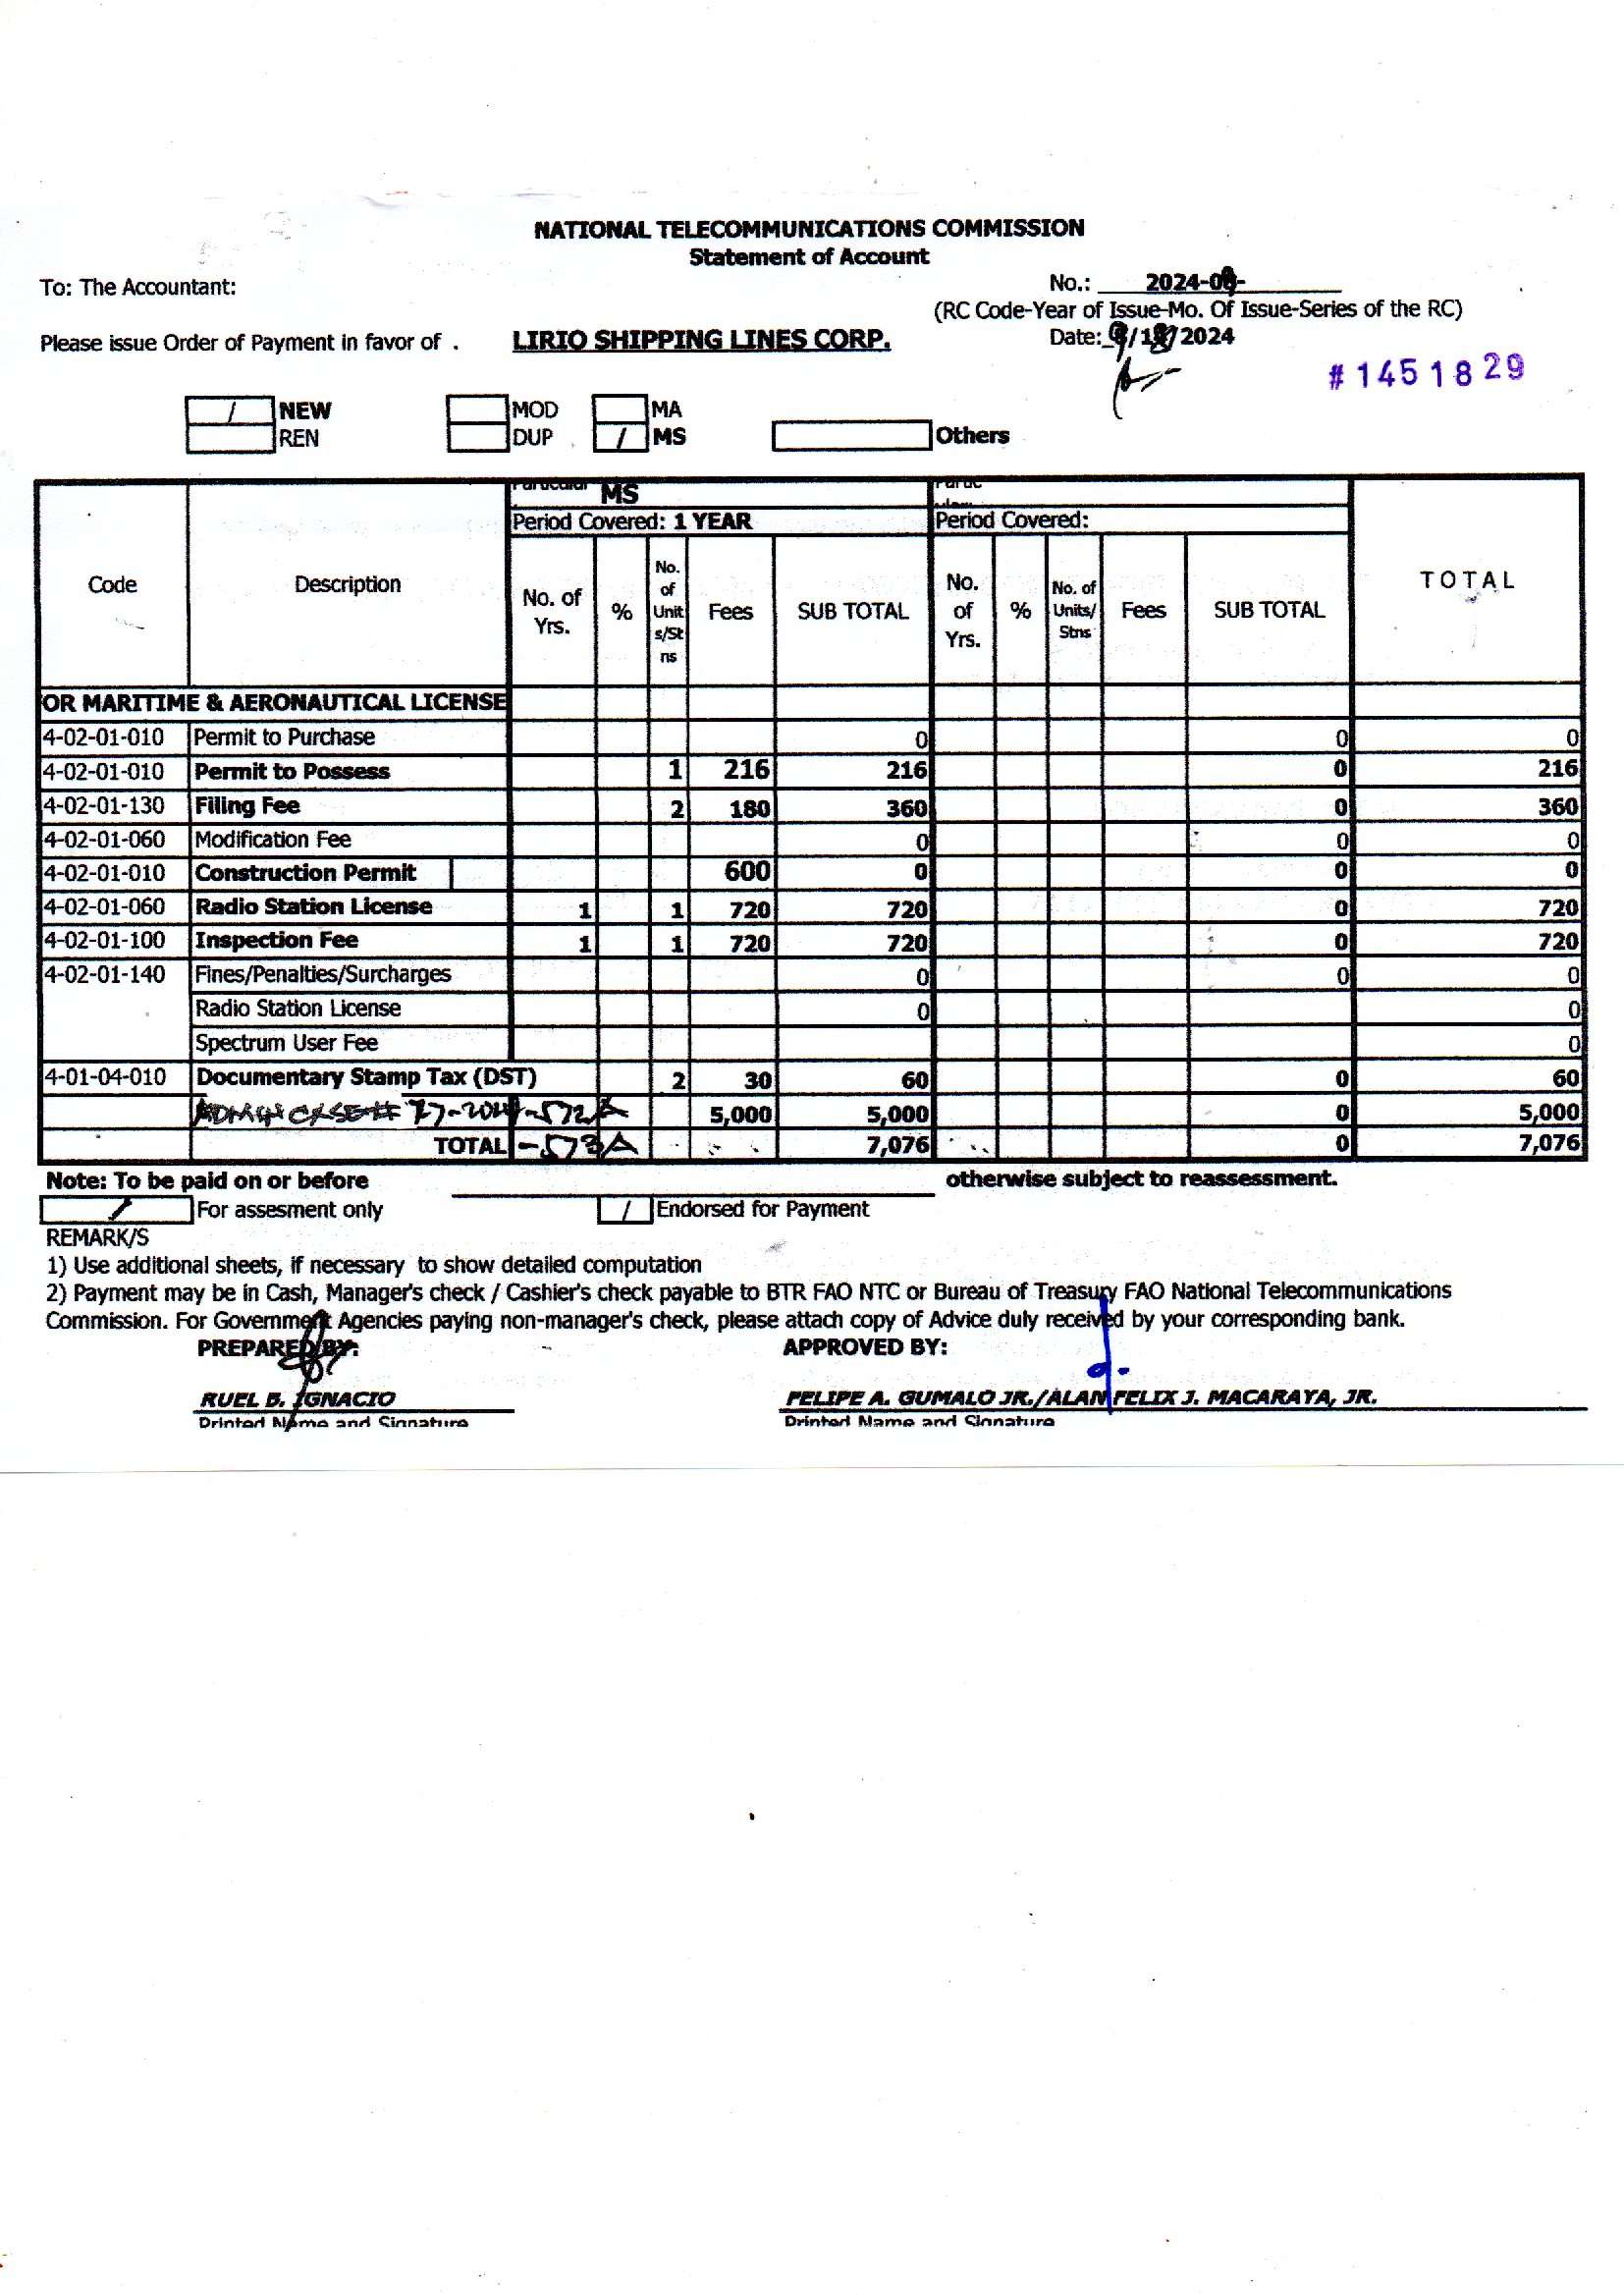 NATIONAL TELECOMMUNICATIONS COMMISSION
Statement of Account
To: The Accountant:
No.: 2024-0
(RC Code-Year of Issue-Mo. Of Issue-Series of the RC)
Please issue Order of Payment in favor of . LIRIO SHIPPING LINES CORP.
Date: 2024
# 1451829
/ NEW MOD MA
REN DUP / MS Others
Particular MS
Period Covered: 1 YEAR Period Covered:
Code Description No. of Yrs. % No. of Unit s/St ns Fees SUB TOTAL No. of Yrs. % No. of Units/ Stns Fees SUB TOTAL T O T A L
OR MARITIME & AERONAUTICAL LICENSE
4-02-01-010 Permit to Purchase 0 0 0
4-02-01-010 Permit to Possess 1 216 216 0 216
4-02-01-130 Filing Fee 2 180 360 0 360
4-02-01-060 Modification Fee 0 0 0
4-02-01-010 Construction Permit 600 0 0 0
4-02-01-060 Radio Station License 1 1 720 720 0 720
4-02-01-100 Inspection Fee 1 1 720 720 0 720
4-02-01-140 Fines/Penalties/Surcharges 0 0 0
Radio Station License 0 0
Spectrum User Fee 0
4-01-04-010 Documentary Stamp Tax (DST) 2 30 60 0 60
ADMIN CASE# -2024-572A 5,000 5,000 0 5,000
TOTAL -573A 7,076 0 7,076
Note: To be paid on or before otherwise subject to reassessment.
/ For assesment only / Endorsed for Payment
REMARK/S
1) Use additional sheets, if necessary to show detailed computation
2) Payment may be in Cash, Manager's check / Cashier's check payable to BTR FAO NTC or Bureau of Treasury FAO National Telecommunications
Commission. For Government Agencies paying non-manager's check, please attach copy of Advice duly received by your corresponding bank.
PREPARED BY: APPROVED BY:
RUEL B. IGNACIO FELIPE A. GUMALO JR./ALAN FELIX J. MACARAYA, JR.
Printed Name and Signature Printed Name and Signature